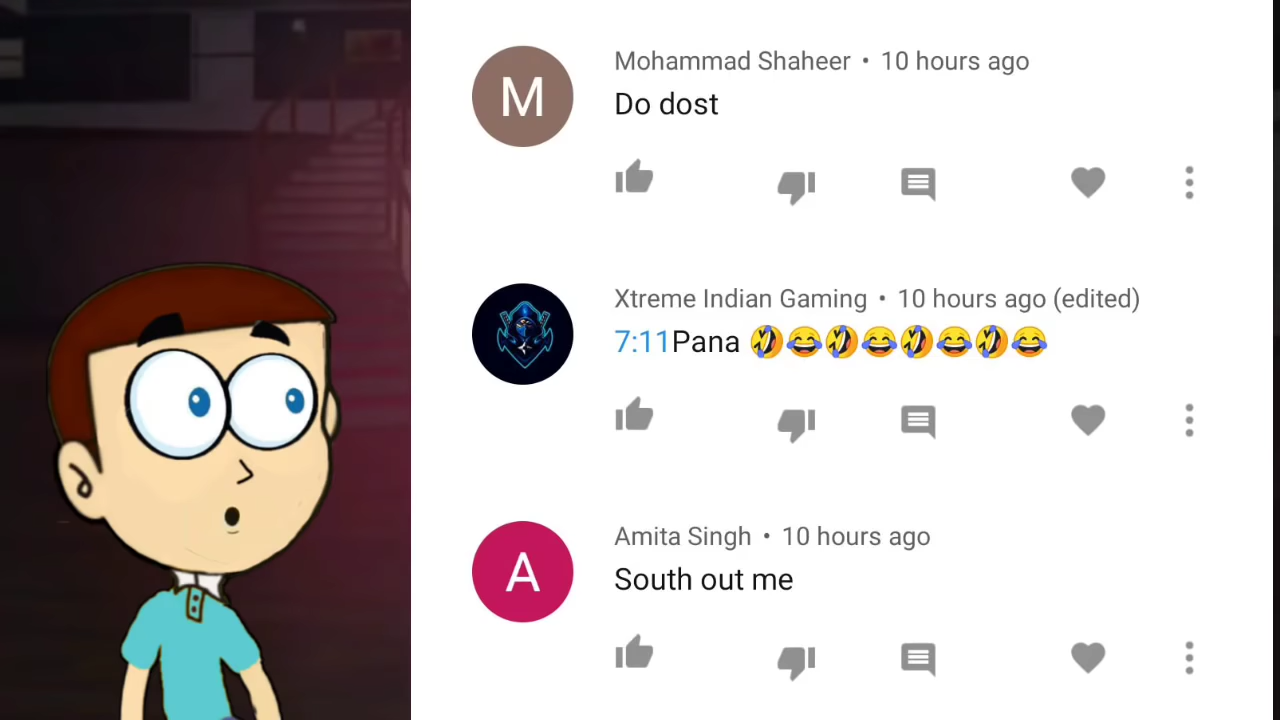 M
Mohammad Shaheer • 10 hours ago
Do dost
Xtreme Indian Gaming • 10 hours ago (edited)
7:11Pana 🤣😂🤣😂🤣😂🤣😂
A
Amita Singh • 10 hours ago
South out me